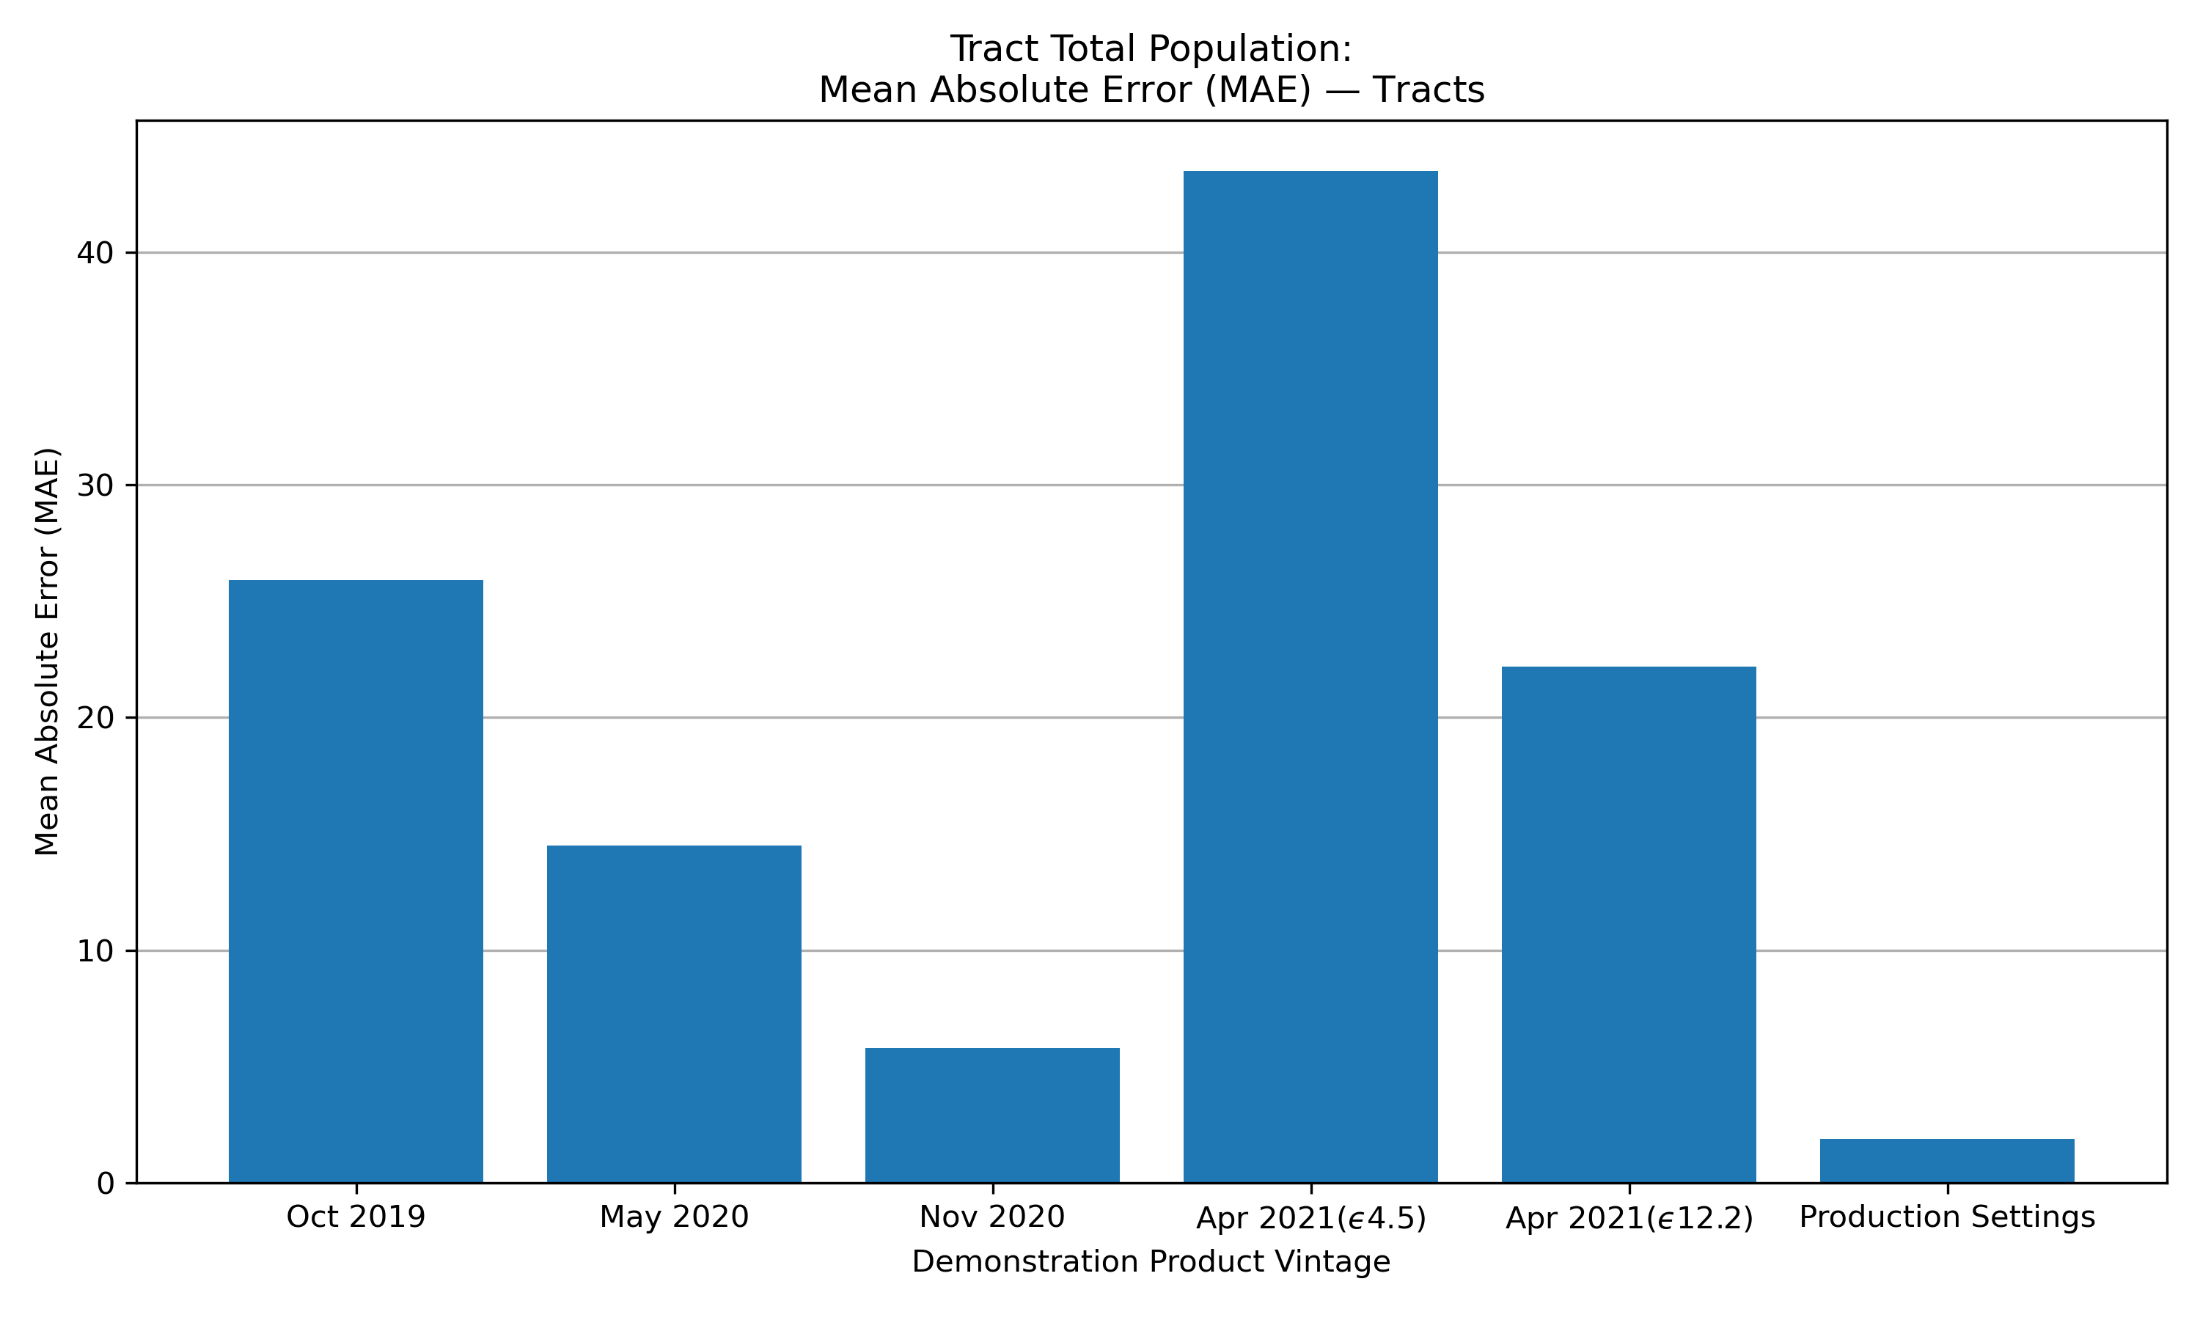 Tract Total Population:
Mean Absolute Error (MAE) — Tracts
Mean Absolute Error (MAE)
40
30
20
10
0
Oct 2019 May 2020 Nov 2020 Apr 2021(ϵ4.5) Apr 2021(ϵ12.2) Production Settings
Demonstration Product Vintage